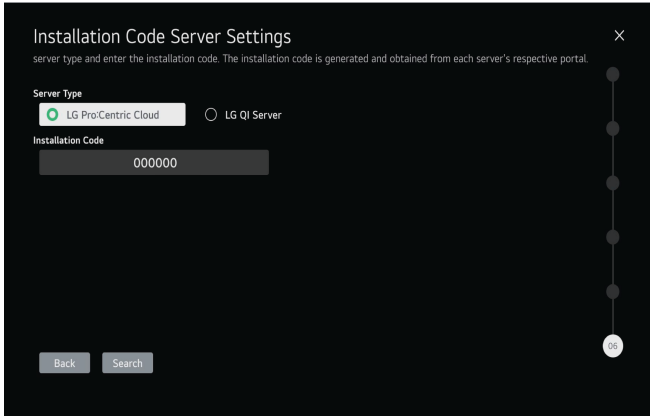 Installation Code Server Settings
server type and enter the installation code. The installation code is generated and obtained from each server's respective portal.
Server Type
LG Pro:Centric Cloud LG QI Server
Installation Code
000000
06
Back Search